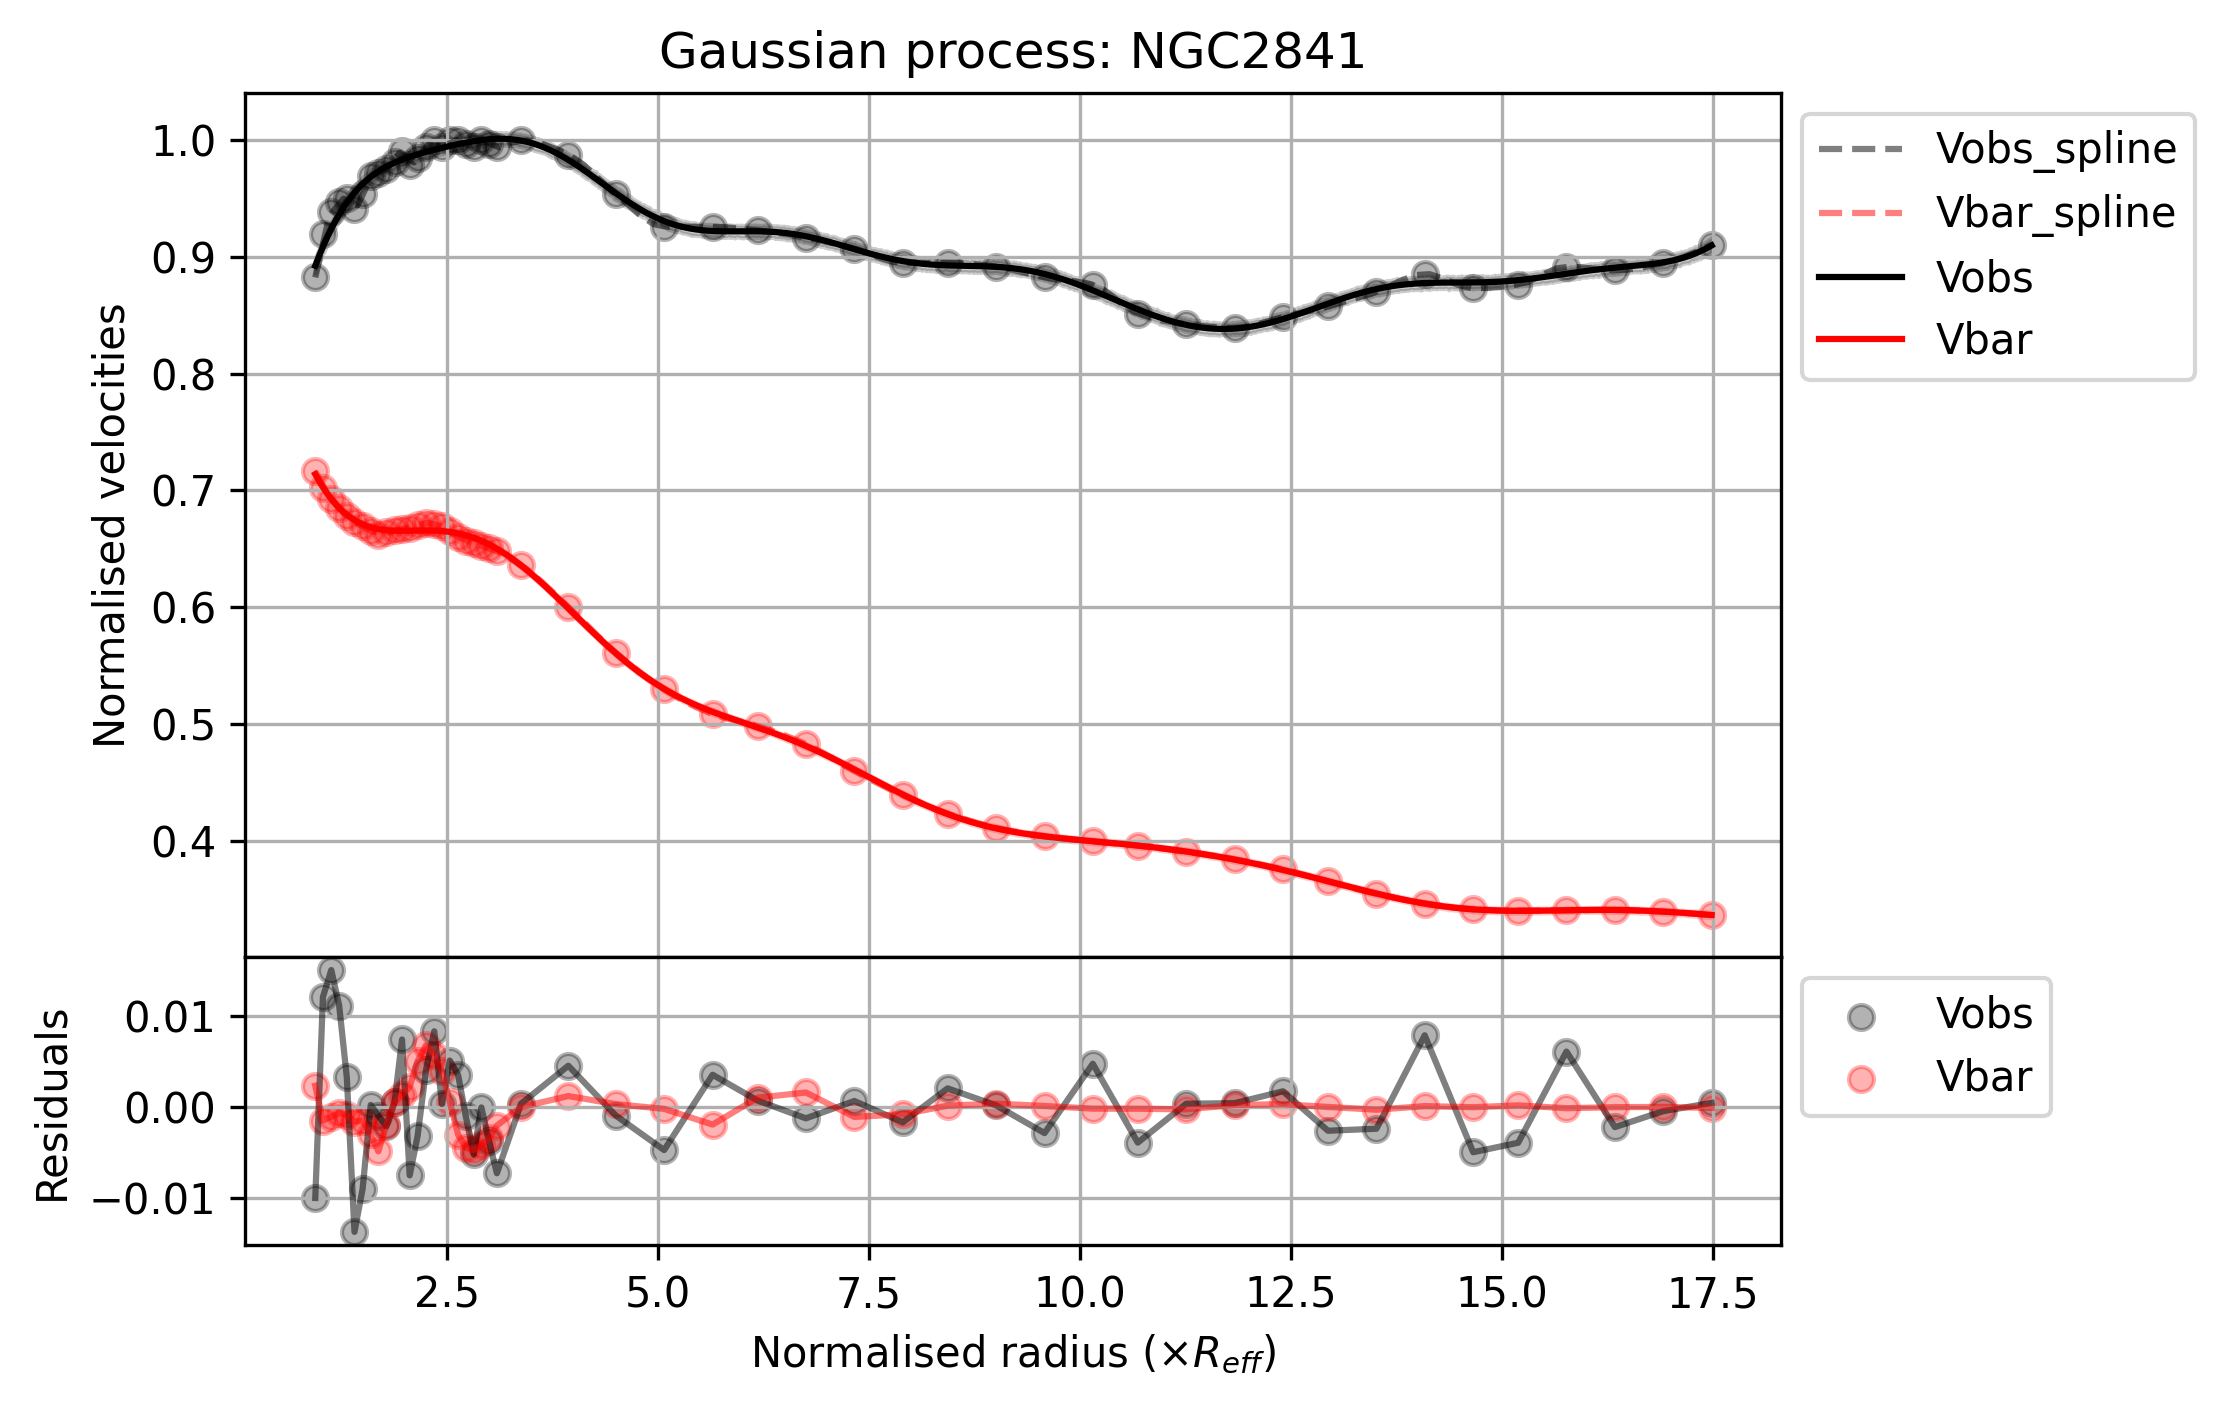 Gaussian process: NGC2841
Normalised velocities
1.0
0.9
0.8
0.7
0.6
0.5
0.4
Vobs_spline
Vbar_spline
Vobs
Vbar
Residuals
0.01
0.00
−0.01
Vobs
Vbar
2.5 5.0 7.5 10.0 12.5 15.0 17.5
Normalised radius (×R_eff)